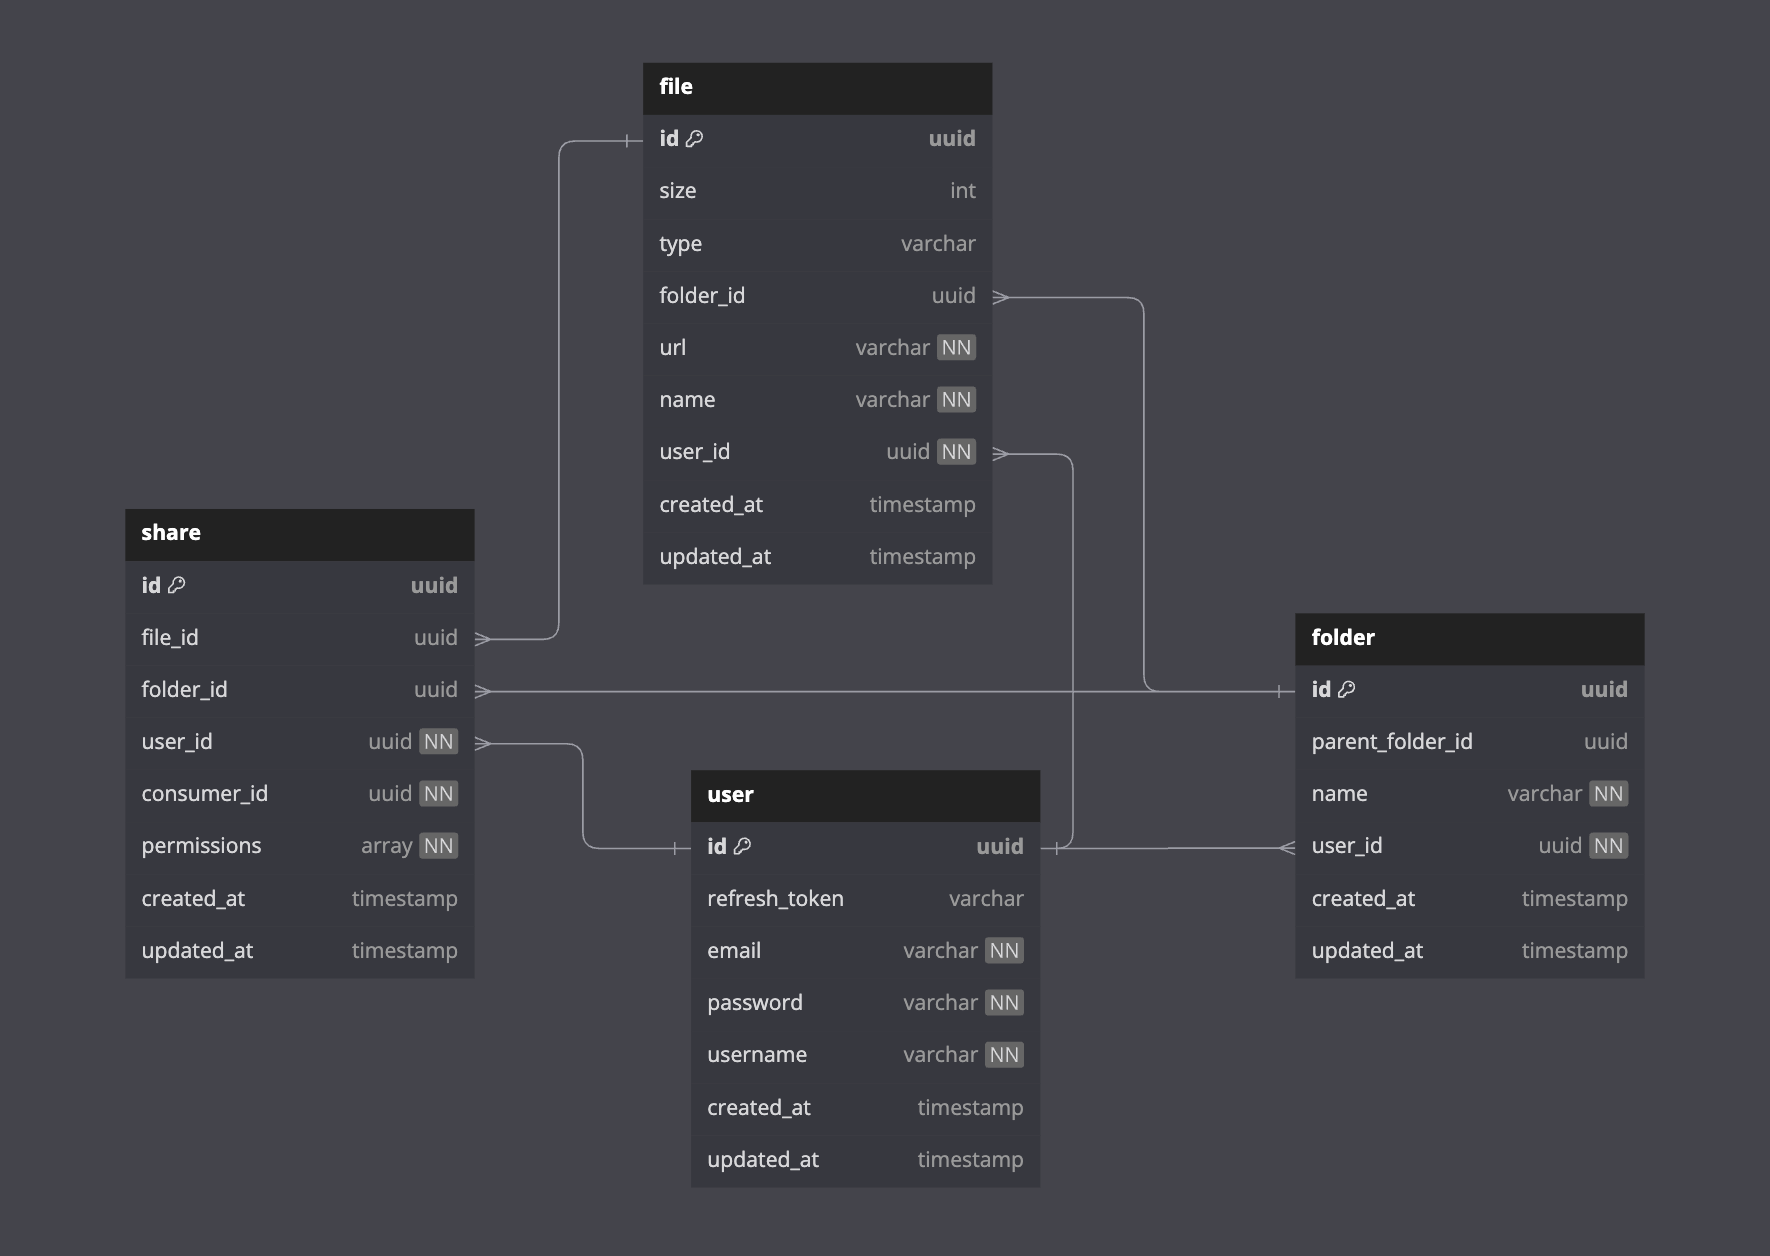 file
id uuid
size int
type varchar
folder_id uuid
url varchar NN
name varchar NN
user_id uuid NN
created_at timestamp
updated_at timestamp
share
id uuid
file_id uuid
folder_id uuid
user_id uuid NN
consumer_id uuid NN
permissions array NN
created_at timestamp
updated_at timestamp
folder
id uuid
parent_folder_id uuid
name varchar NN
user_id uuid NN
created_at timestamp
updated_at timestamp
user
id uuid
refresh_token varchar
email varchar NN
password varchar NN
username varchar NN
created_at timestamp
updated_at timestamp